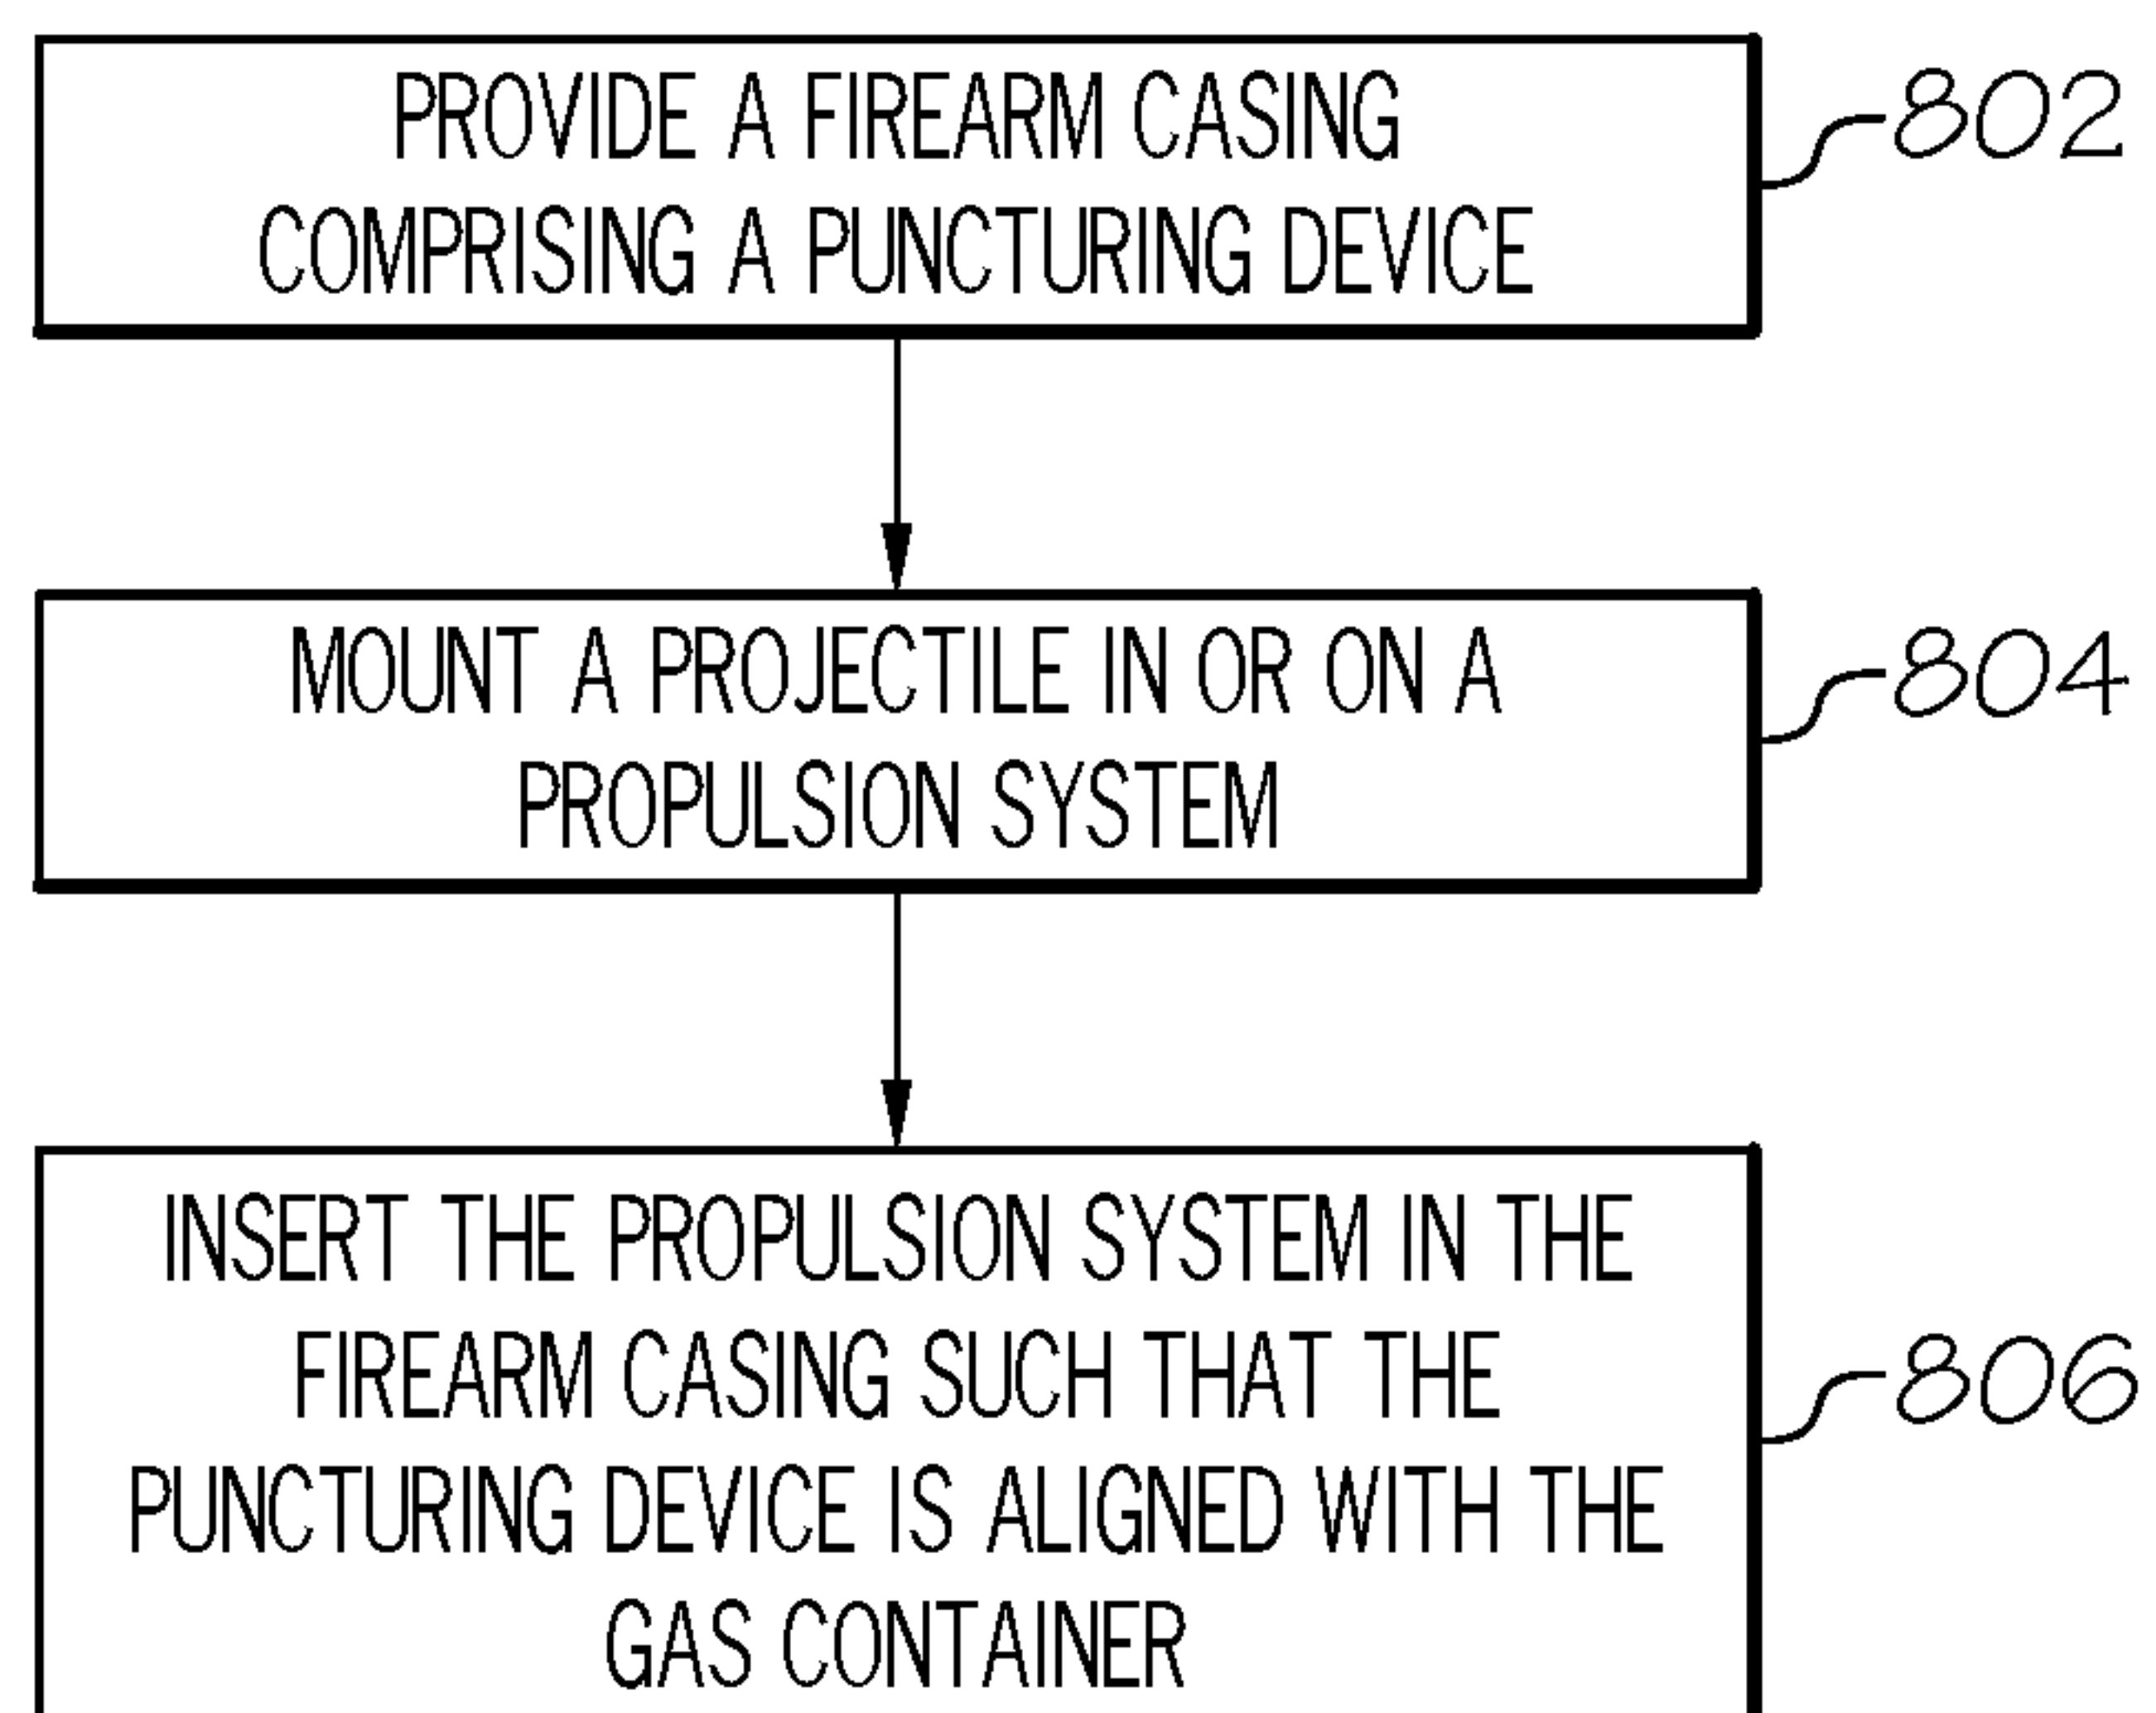 PROVIDE A FIREARM CASING
COMPRISING A PUNCTURING DEVICE
802
MOUNT A PROJECTILE IN OR ON A
PROPULSION SYSTEM
804
INSERT THE PROPULSION SYSTEM IN THE
FIREARM CASING SUCH THAT THE
PUNCTURING DEVICE IS ALIGNED WITH THE
GAS CONTAINER
806